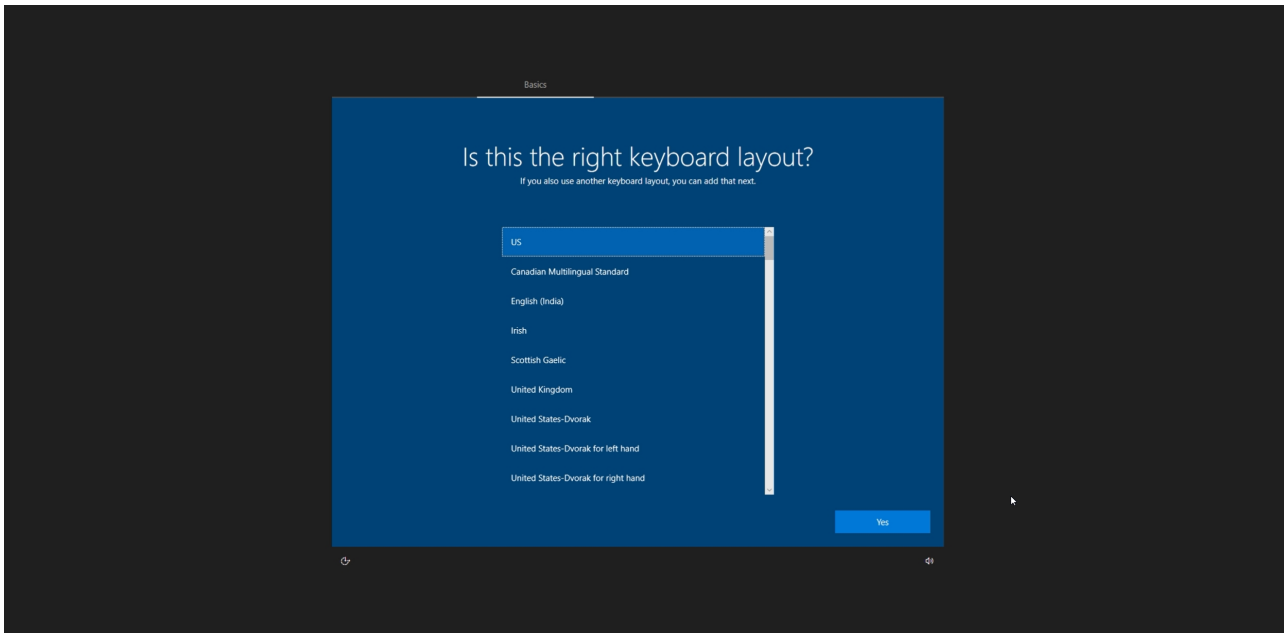 Basics
Is this the right keyboard layout?
If you also use another keyboard layout, you can add that next.
US
Canadian Multilingual Standard
English (India)
Irish
Scottish Gaelic
United Kingdom
United States-Dvorak
United States-Dvorak for left hand
United States-Dvorak for right hand
Yes